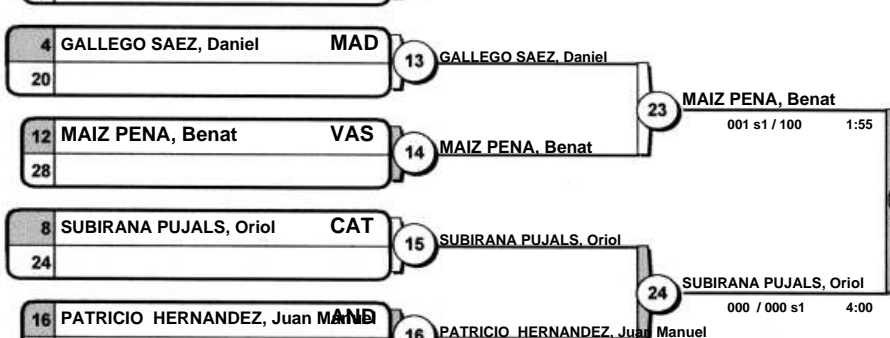 4 GALLEGO SAEZ, Daniel MAD
20
13
GALLEGO SAEZ, Daniel
12 MAIZ PENA, Benat VAS
28
14
MAIZ PENA, Benat
23
MAIZ PENA, Benat
001 s1 / 100 1:55
8 SUBIRANA PUJALS, Oriol CAT
24
15
SUBIRANA PUJALS, Oriol
16 PATRICIO HERNANDEZ, Juan Manuel AND
16
PATRICIO HERNANDEZ, Juan Manuel
24
SUBIRANA PUJALS, Oriol
000 / 000 s1 4:00